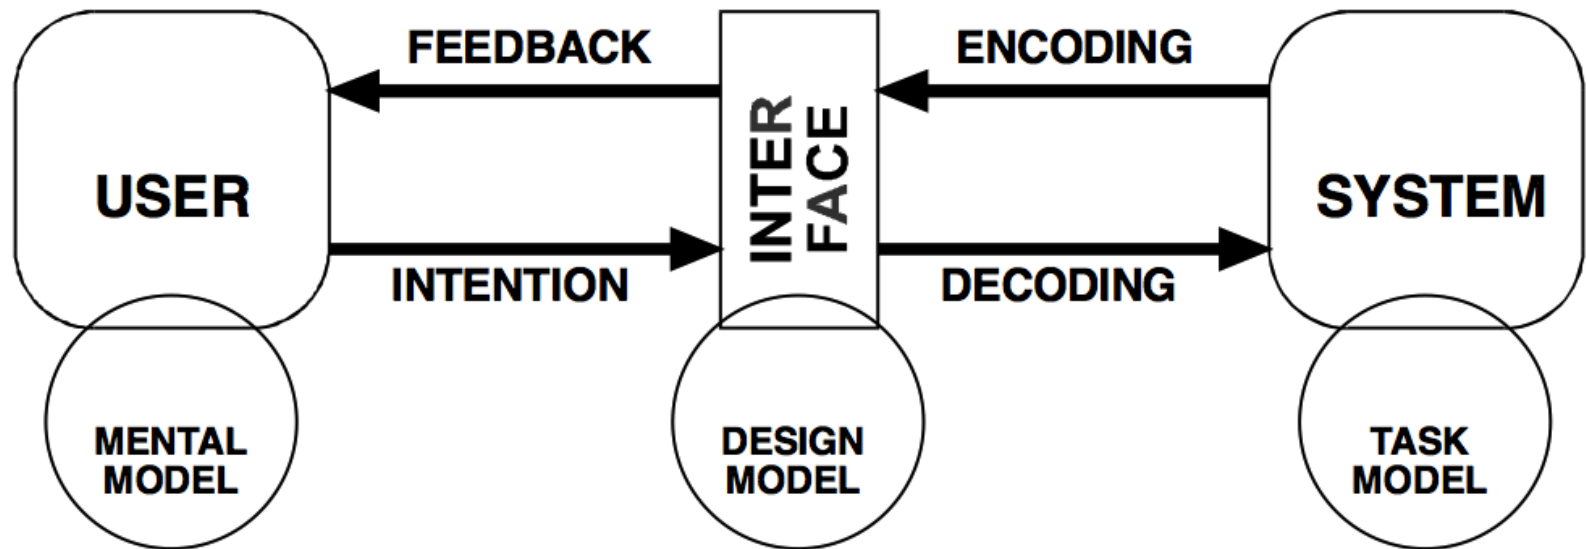 FEEDBACK
ENCODING
USER
INTER
FACE
SYSTEM
INTENTION
DECODING
MENTAL
MODEL
DESIGN
MODEL
TASK
MODEL